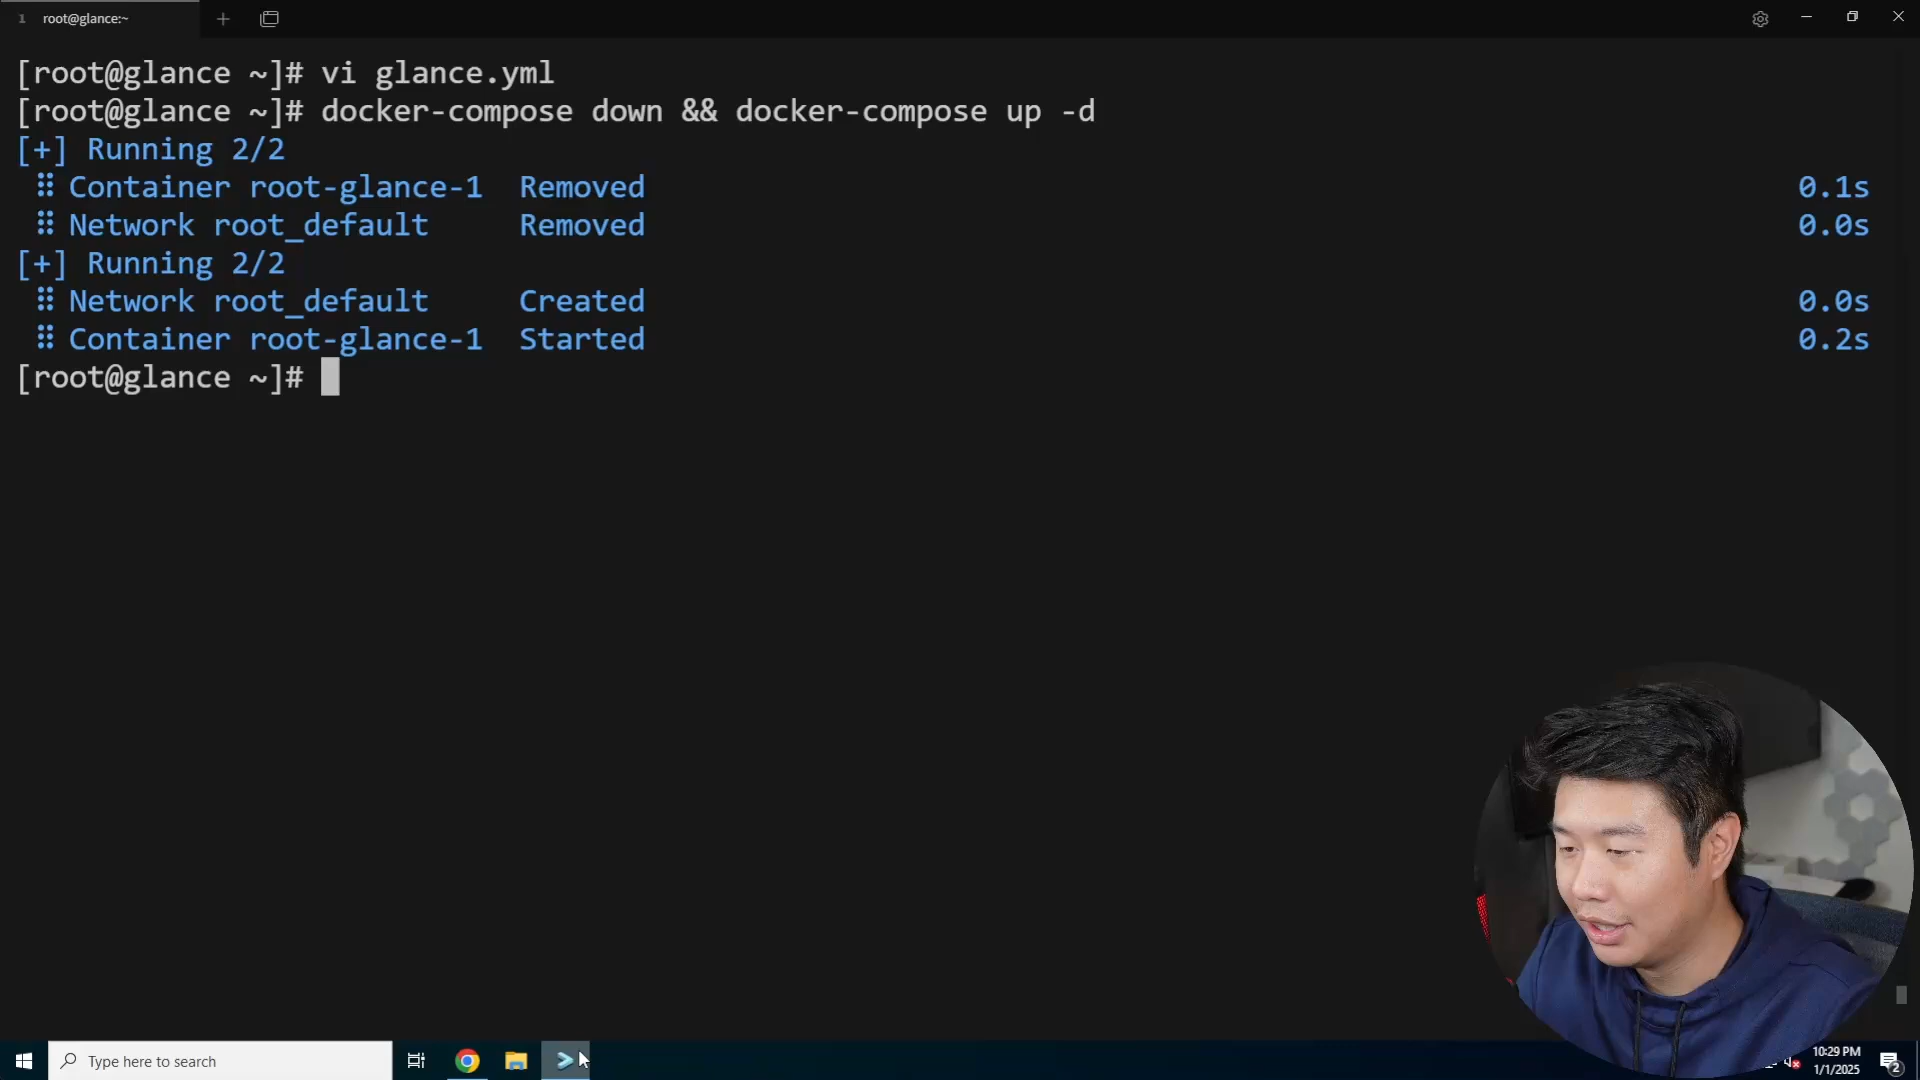 1 root@glance:~
[root@glance ~]# vi glance.yml
[root@glance ~]# docker-compose down && docker-compose up -d
[+] Running 2/2
⠿ Container root-glance-1 Removed 0.1s
⠿ Network root_default Removed 0.0s
[+] Running 2/2
⠿ Network root_default Created 0.0s
⠿ Container root-glance-1 Started 0.2s
[root@glance ~]#
Type here to search
10:29 PM
1/1/2025
2